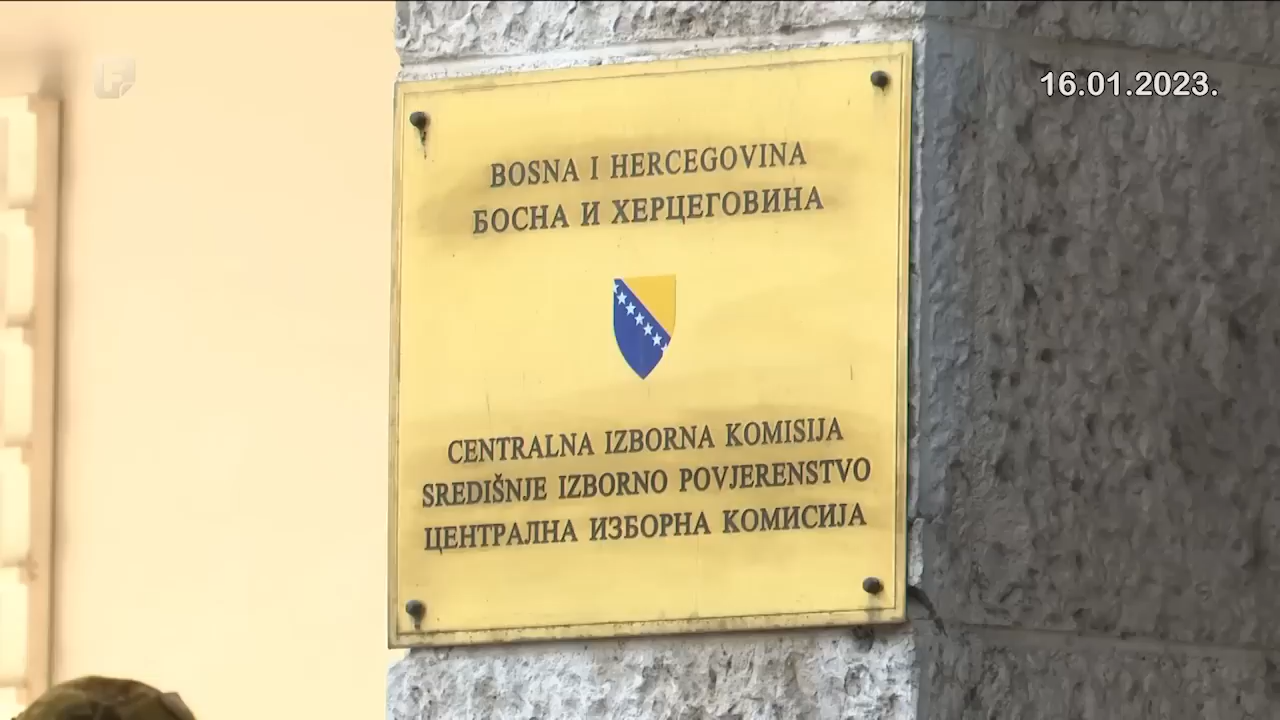 16.01.2023.
BOSNA I HERCEGOVINA
БОСНА И ХЕРЦЕГОВИНА
CENTRALNA IZBORNA KOMISIJA
SREDIŠNJE IZBORNO POVJERENSTVO
ЦЕНТРАЛНА ИЗБОРНА КОМИСИЈА